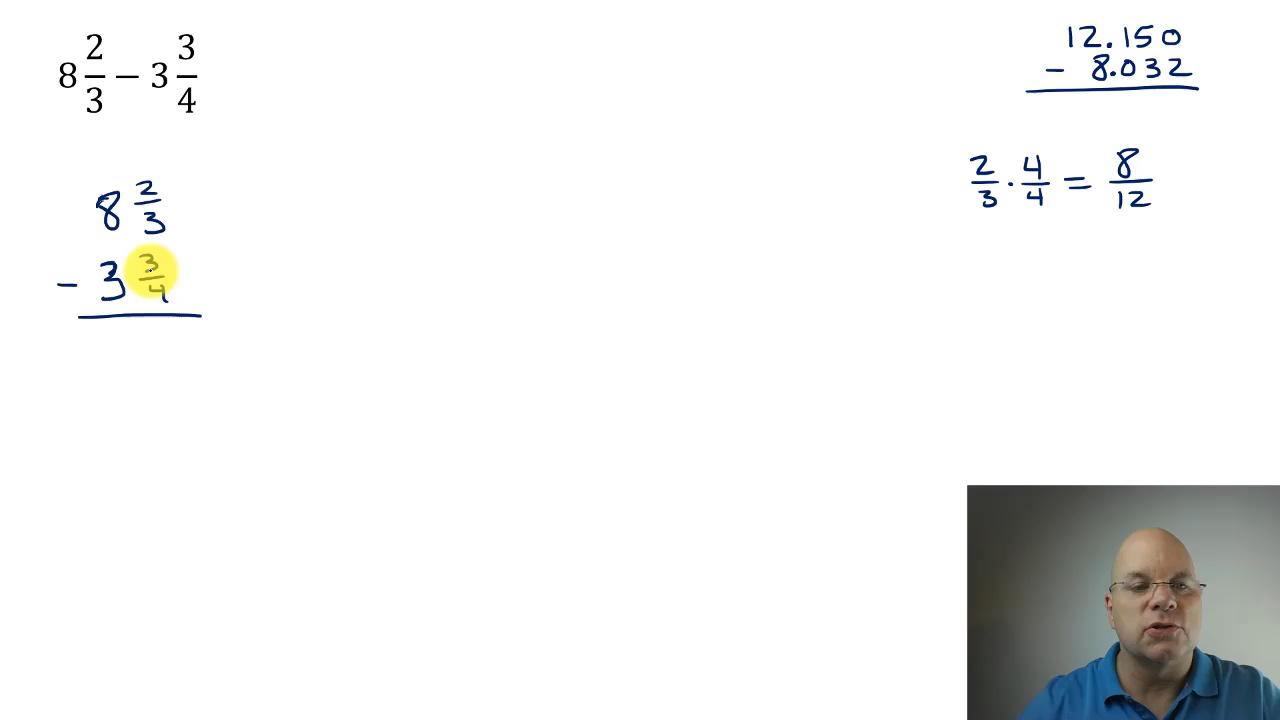 8 2/3 − 3 3/4
12.150
− 8.032
2/3 · 4/4 = 8/12
8 2/3
− 3 3/4